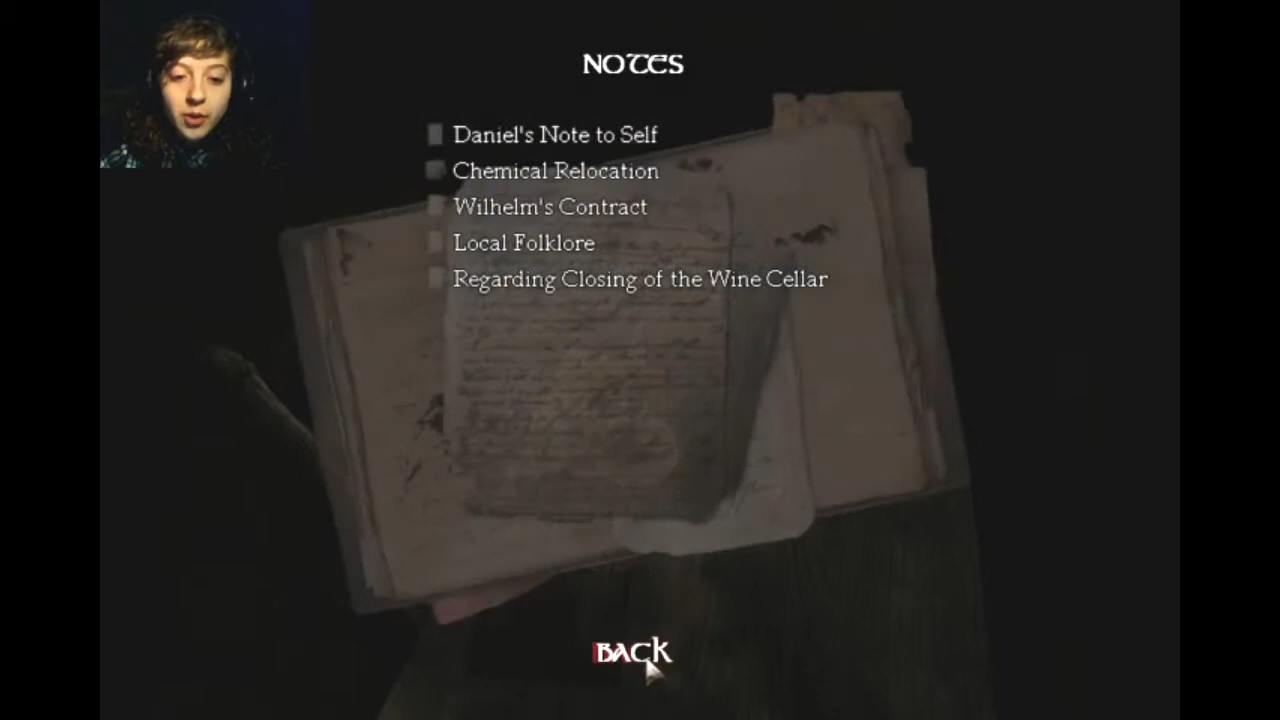 NOTES
Daniel's Note to Self
Chemical Relocation
Wilhelm's Contract
Local Folklore
Regarding Closing of the Wine Cellar
BACK